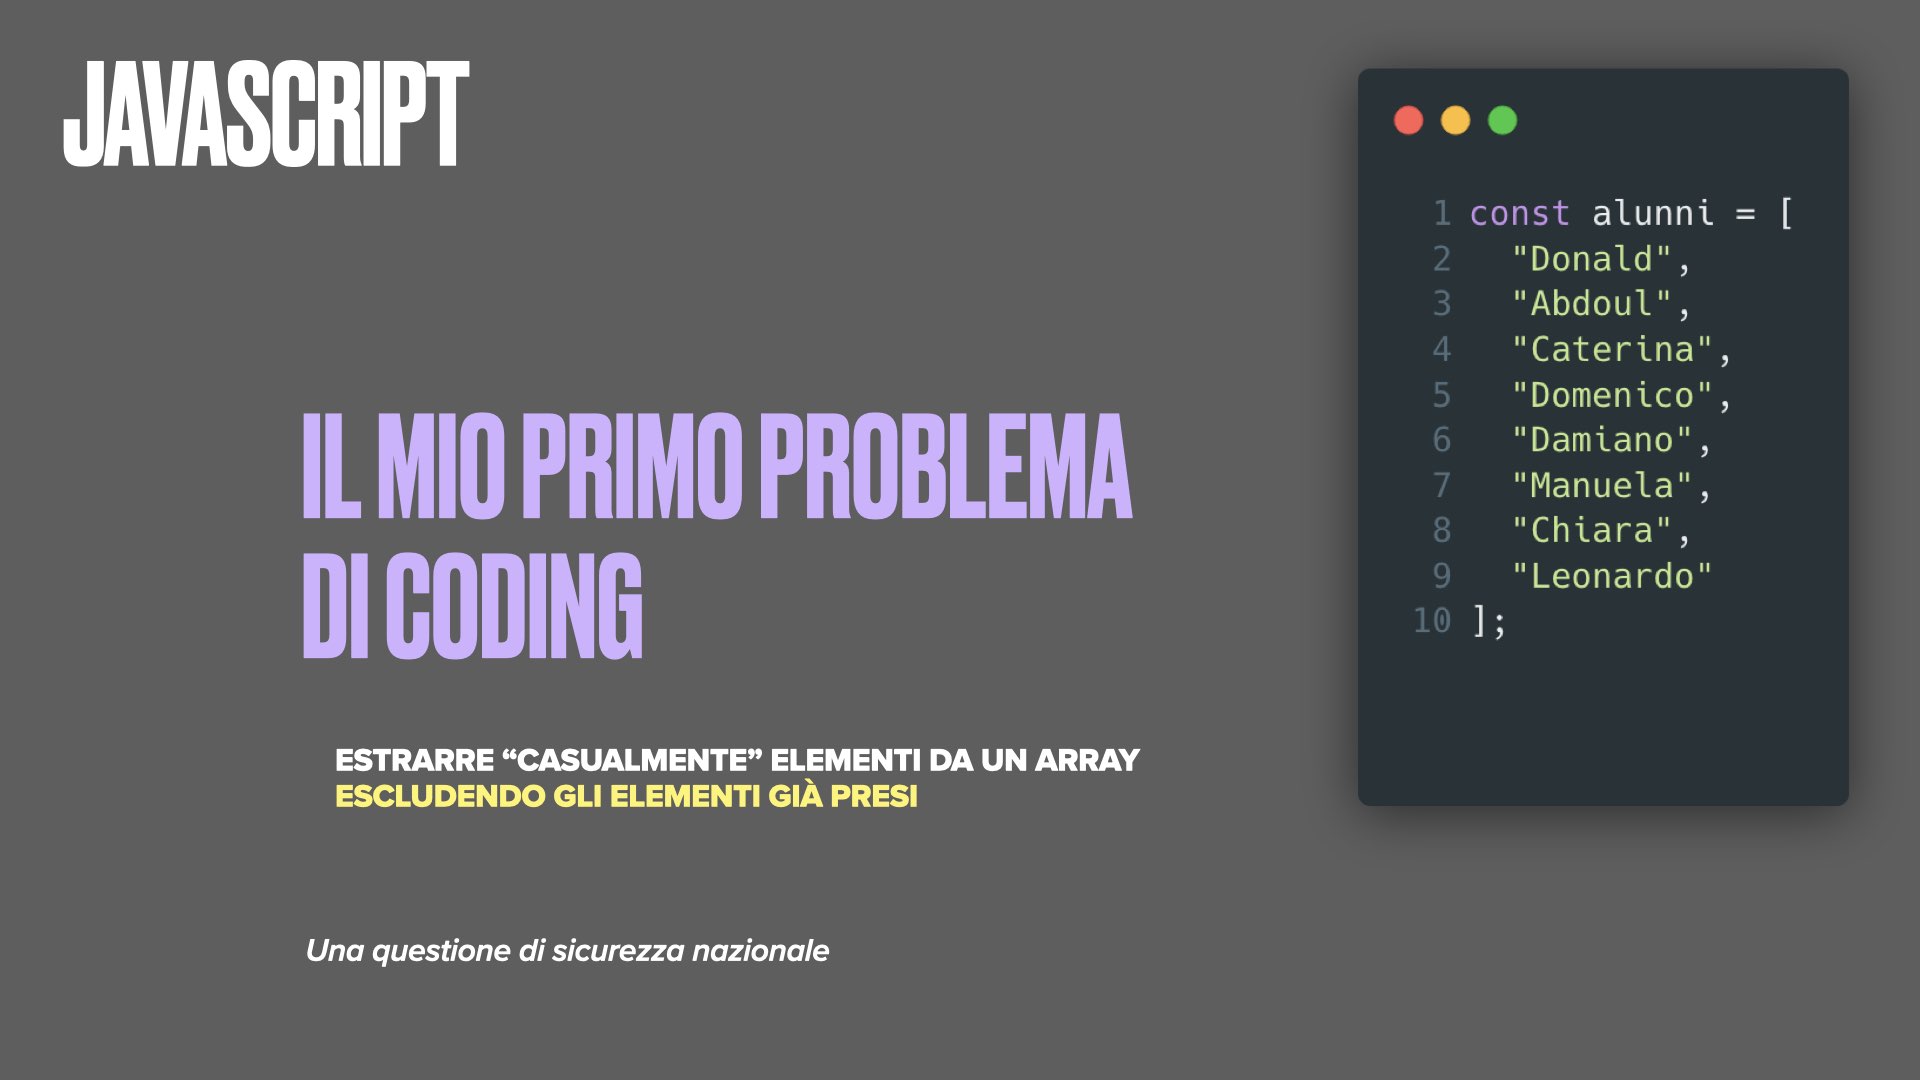 JAVASCRIPT
IL MIO PRIMO PROBLEMA
DI CODING
ESTRARRE “CASUALMENTE” ELEMENTI DA UN ARRAY
ESCLUDENDO GLI ELEMENTI GIÀ PRESI
Una questione di sicurezza nazionale
1 const alunni = [
2 "Donald",
3 "Abdoul",
4 "Caterina",
5 "Domenico",
6 "Damiano",
7 "Manuela",
8 "Chiara",
9 "Leonardo"
10 ];